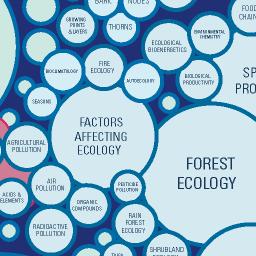 BARK
NODES
FOOD
CHAIN
GROWING
POINTS
& LAYERS
THORNS
ENVIRONMENTAL
CHEMISTRY
ECOLOGICAL
BIOENERGETICS
BIOCLIMATOLOGY
FIRE
ECOLOGY
AUTOECOLOGY
BIOLOGICAL
PRODUCTIVITY
SP
PRO
SEASONS
FACTORS
AFFECTING
ECOLOGY
AGRICULTURAL
POLLUTION
FOREST
ECOLOGY
AIR
POLLUTION
PESTICIDE
POLLUTION
ACIDS &
ELEMENTS
ORGANIC
COMPOUNDS
RAIN
FOREST
ECOLOGY
RADIOACTIVE
POLLUTION
SHRUBLAND